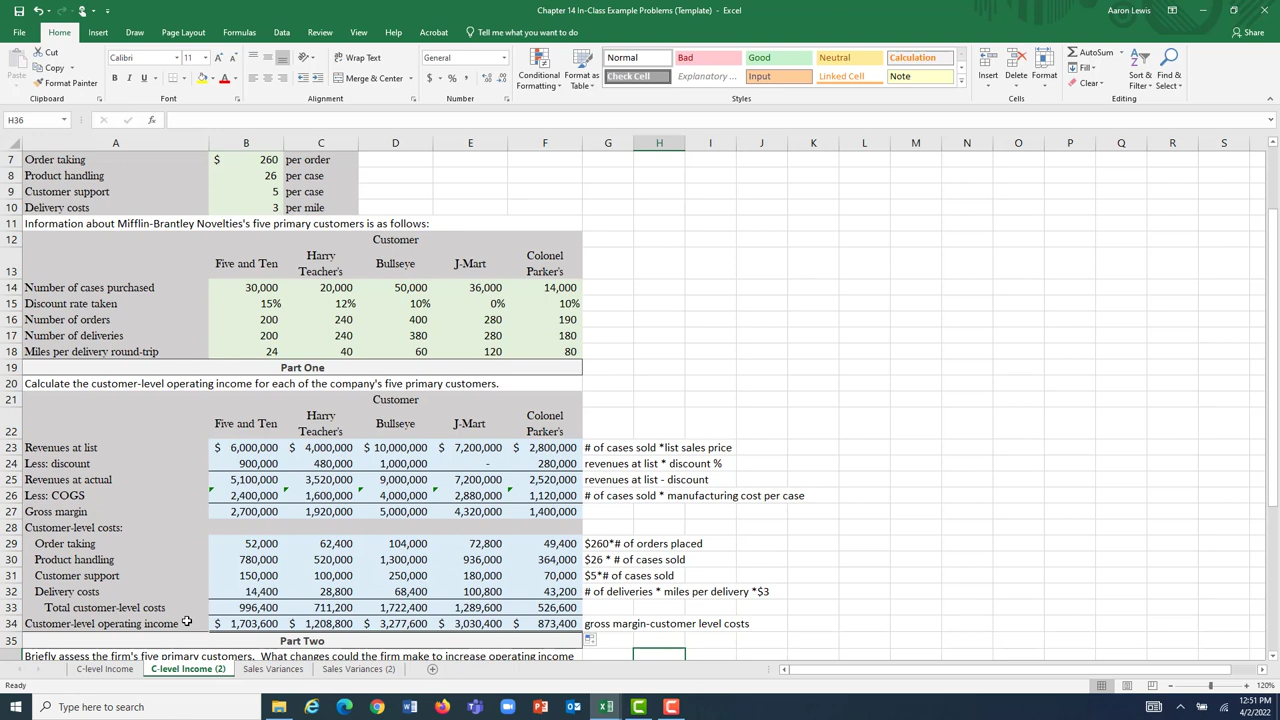 Chapter 14 In-Class Example Problems (Template) - Excel
Aaron Lewis
File Home Insert Draw Page Layout Formulas Data Review View Help Acrobat Tell me what you want to do
Share
Paste
Cut
Copy
Format Painter
Clipboard
Calibri 11
B I U
Font
Wrap Text
Merge & Center
Alignment
General
$ % ,
Number
Conditional Formatting
Format as Table
Normal Bad Good Neutral Calculation
Check Cell Explanatory ... Input Linked Cell Note
Styles
Insert Delete Format
Cells
AutoSum
Fill
Clear
Sort & Filter
Find & Select
Editing
H36
fx
A B C D E F G H I J K L M N O P Q R S
7 Order taking $ 260 per order
8 Product handling 26 per case
9 Customer support 5 per case
10 Delivery costs 3 per mile
11 Information about Mifflin-Brantley Novelties's five primary customers is as follows:
12 Customer
13 Five and Ten Harry Teacher's Bullseye J-Mart Colonel Parker's
14 Number of cases purchased 30,000 20,000 50,000 36,000 14,000
15 Discount rate taken 15% 12% 10% 0% 10%
16 Number of orders 200 240 400 280 190
17 Number of deliveries 200 240 380 280 180
18 Miles per delivery round-trip 24 40 60 120 80
19 Part One
20 Calculate the customer-level operating income for each of the company's five primary customers.
21 Customer
22 Five and Ten Harry Teacher's Bullseye J-Mart Colonel Parker's
23 Revenues at list $ 6,000,000 $ 4,000,000 $ 10,000,000 $ 7,200,000 $ 2,800,000 # of cases sold *list sales price
24 Less: discount 900,000 480,000 1,000,000 - 280,000 revenues at list * discount %
25 Revenues at actual 5,100,000 3,520,000 9,000,000 7,200,000 2,520,000 revenues at list - discount
26 Less: COGS 2,400,000 1,600,000 4,000,000 2,880,000 1,120,000 # of cases sold * manufacturing cost per case
27 Gross margin 2,700,000 1,920,000 5,000,000 4,320,000 1,400,000
28 Customer-level costs:
29 Order taking 52,000 62,400 104,000 72,800 49,400 $260*# of orders placed
30 Product handling 780,000 520,000 1,300,000 936,000 364,000 $26 * # of cases sold
31 Customer support 150,000 100,000 250,000 180,000 70,000 $5*# of cases sold
32 Delivery costs 14,400 28,800 68,400 100,800 43,200 # of deliveries * miles per delivery *$3
33 Total customer-level costs 996,400 711,200 1,722,400 1,289,600 526,600
34 Customer-level operating income $ 1,703,600 $ 1,208,800 $ 3,277,600 $ 3,030,400 $ 873,400 gross margin-customer level costs
35 Part Two
Briefly assess the firm's five primary customers. What changes could the firm make to increase operating income
C-level Income C-level Income (2) Sales Variances Sales Variances (2)
Ready
120%
Type here to search
12:51 PM
4/2/2022